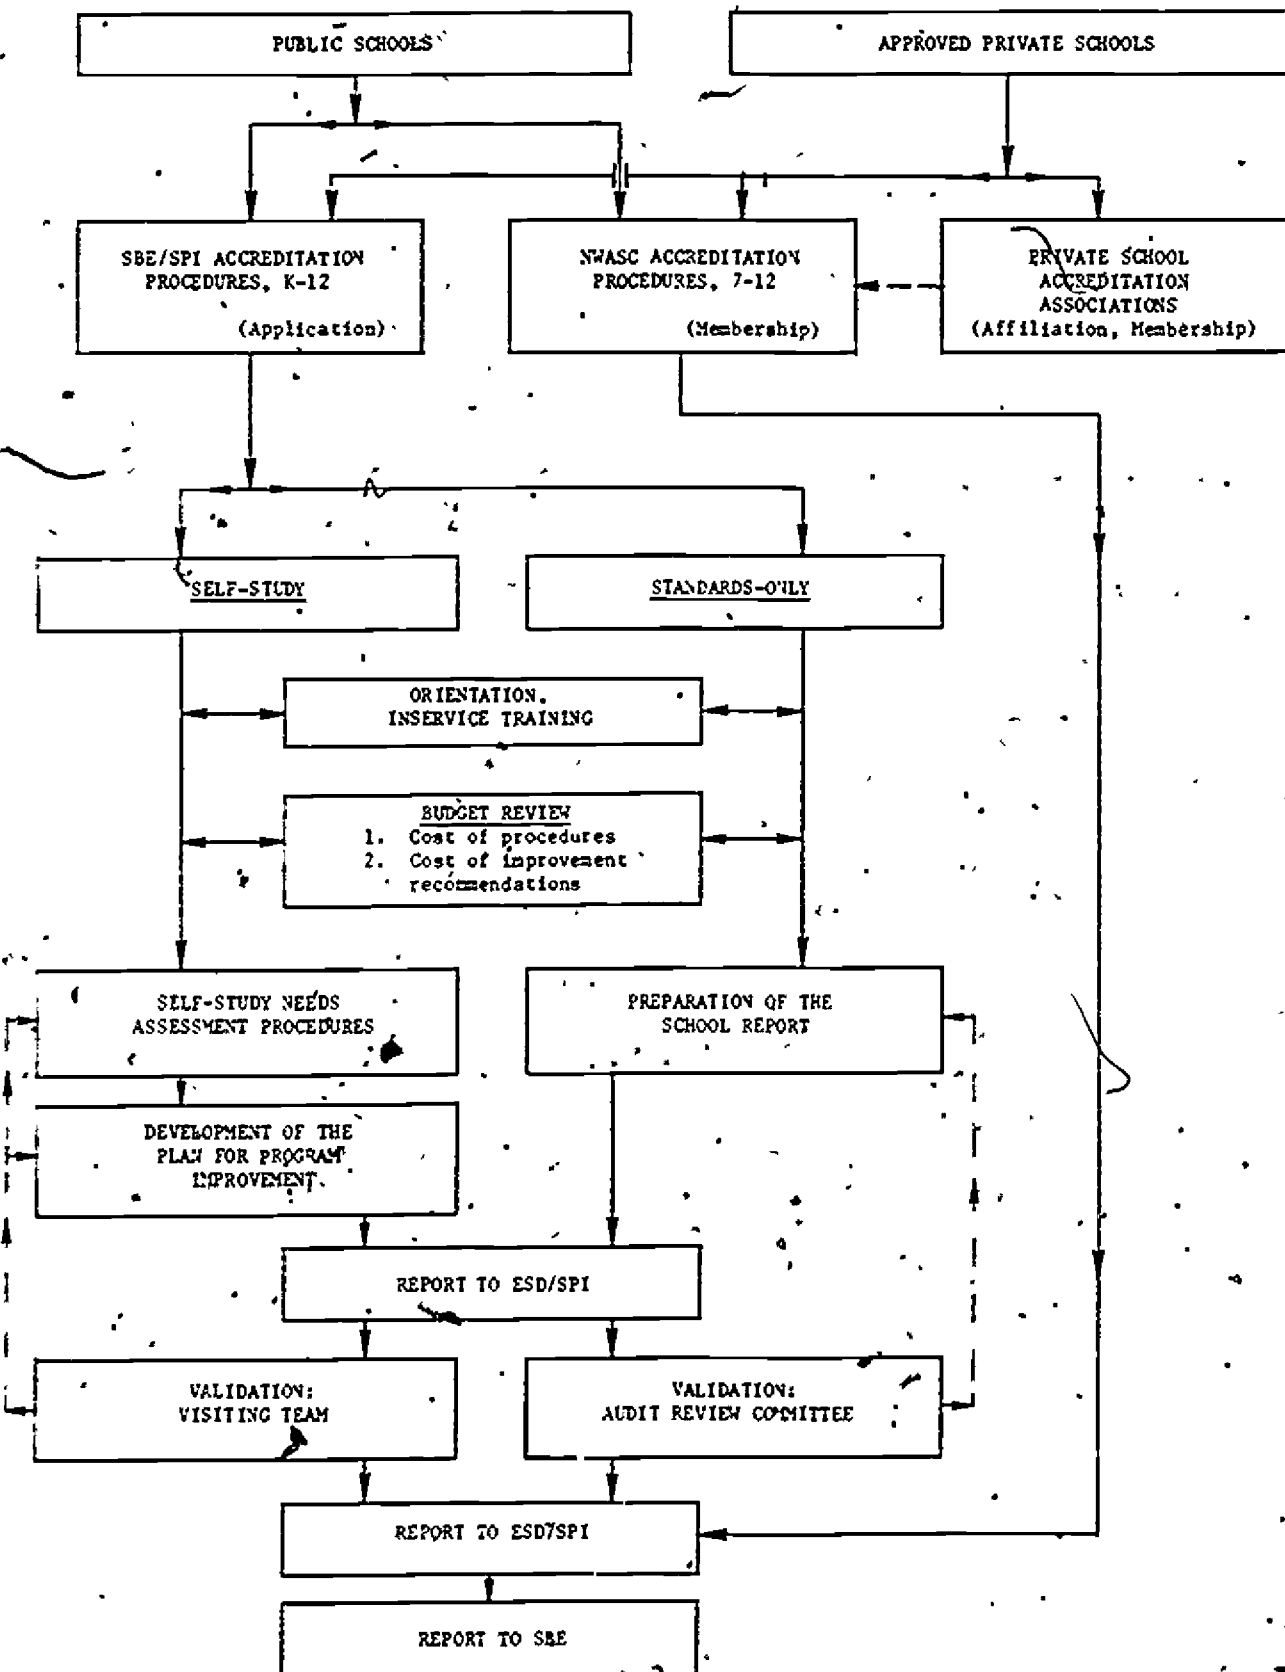 PUBLIC SCHOOLS
APPROVED PRIVATE SCHOOLS
SBE/SPI ACCREDITATION
PROCEDURES, K-12
(Application)
NWASC ACCREDITATION
PROCEDURES, 7-12
(Membership)
PRIVATE SCHOOL
ACCREDITATION
ASSOCIATIONS
(Affiliation, Membership)
SELF-STUDY
STANDARDS-ONLY
ORIENTATION,
INSERVICE TRAINING
BUDGET REVIEW
1. Cost of procedures
2. Cost of improvement
recommendations
SELF-STUDY NEEDS
ASSESSMENT PROCEDURES
PREPARATION OF THE
SCHOOL REPORT
DEVELOPMENT OF THE
PLAN FOR PROGRAM
IMPROVEMENT.
REPORT TO ESD/SPI
VALIDATION:
VISITING TEAM
VALIDATION:
AUDIT REVIEW COMMITTEE
REPORT TO ESD/SPI
REPORT TO SBE